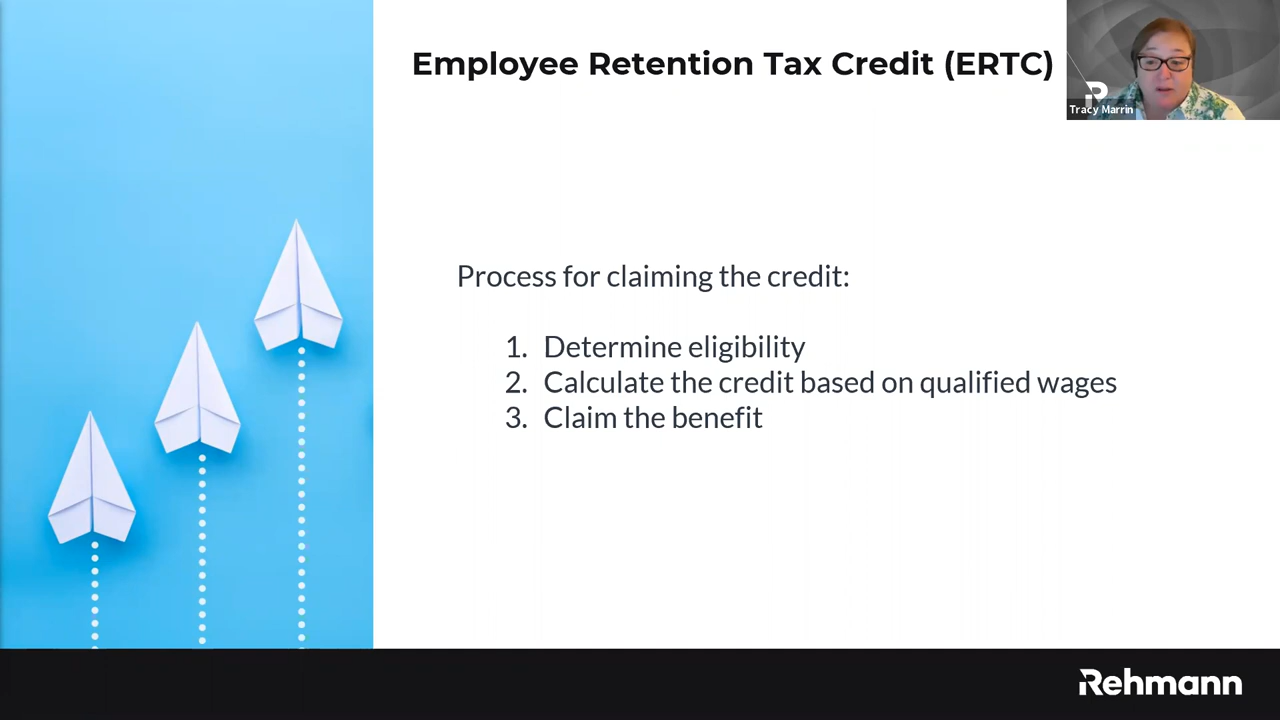 Employee Retention Tax Credit (ERTC)
Tracy Marrin
Process for claiming the credit:
1. Determine eligibility
2. Calculate the credit based on qualified wages
3. Claim the benefit
Rehmann